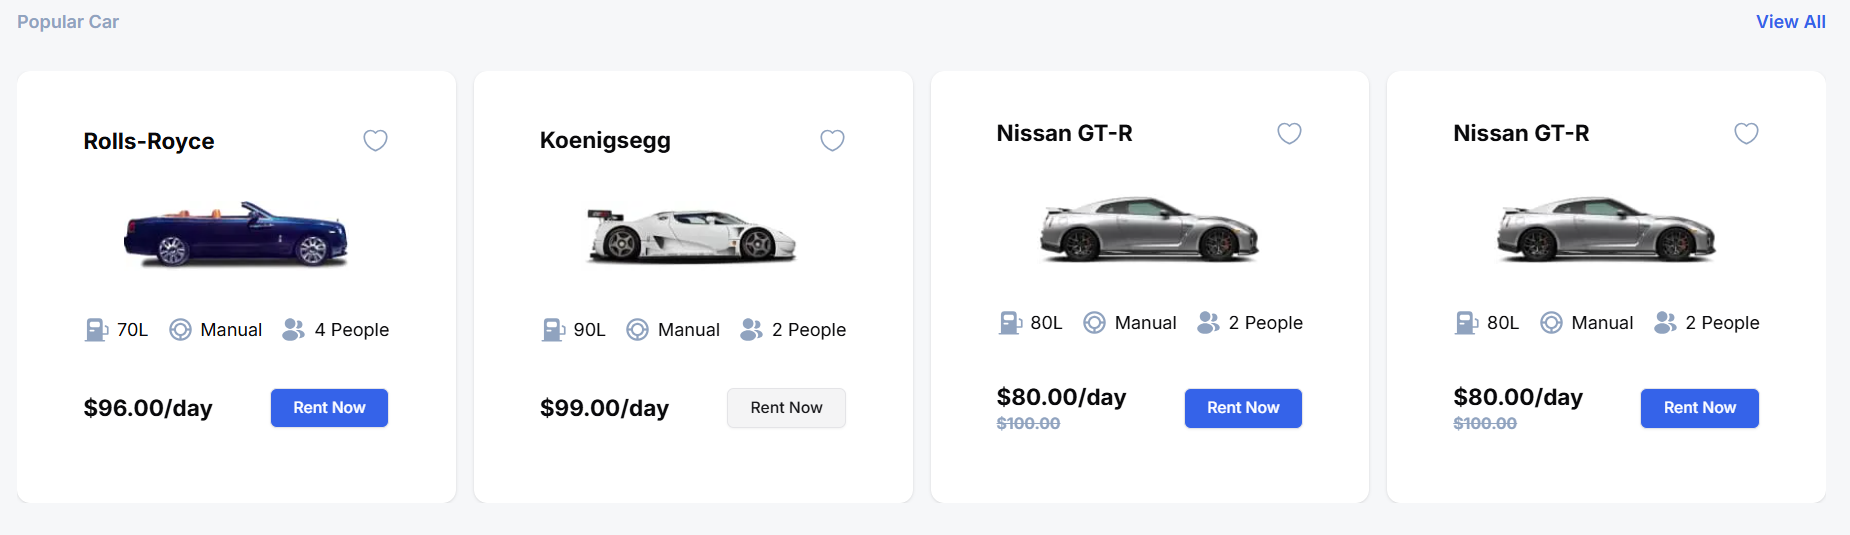 Popular Car
View All
Rolls-Royce
70L Manual 4 People
$96.00/day
Rent Now
Koenigsegg
90L Manual 2 People
$99.00/day
Rent Now
Nissan GT-R
80L Manual 2 People
$80.00/day
$100.00
Rent Now
Nissan GT-R
80L Manual 2 People
$80.00/day
$100.00
Rent Now